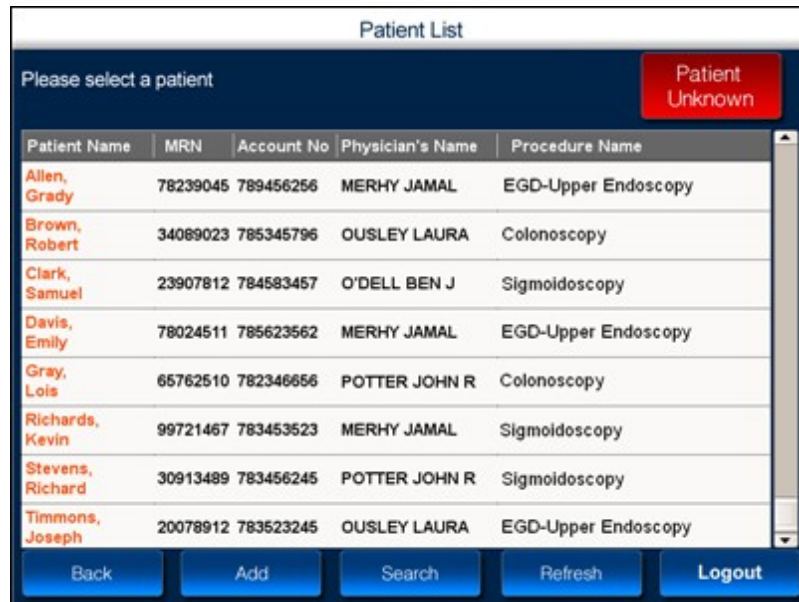 Patient List
Please select a patient
Patient
Unknown
Patient Name MRN Account No Physician's Name Procedure Name
Allen,
Grady 78239045 789456256 MERHY JAMAL EGD-Upper Endoscopy
Brown,
Robert 34089023 785345796 OUSLEY LAURA Colonoscopy
Clark,
Samuel 23907812 784583457 O'DELL BEN J Sigmoidoscopy
Davis,
Emily 78024511 785623562 MERHY JAMAL EGD-Upper Endoscopy
Gray,
Lois 65762510 782346656 POTTER JOHN R Colonoscopy
Richards,
Kevin 99721467 783453523 MERHY JAMAL Sigmoidoscopy
Stevens,
Richard 30913489 783456245 POTTER JOHN R Sigmoidoscopy
Timmons,
Joseph 20078912 783523245 OUSLEY LAURA EGD-Upper Endoscopy
Back Add Search Refresh Logout